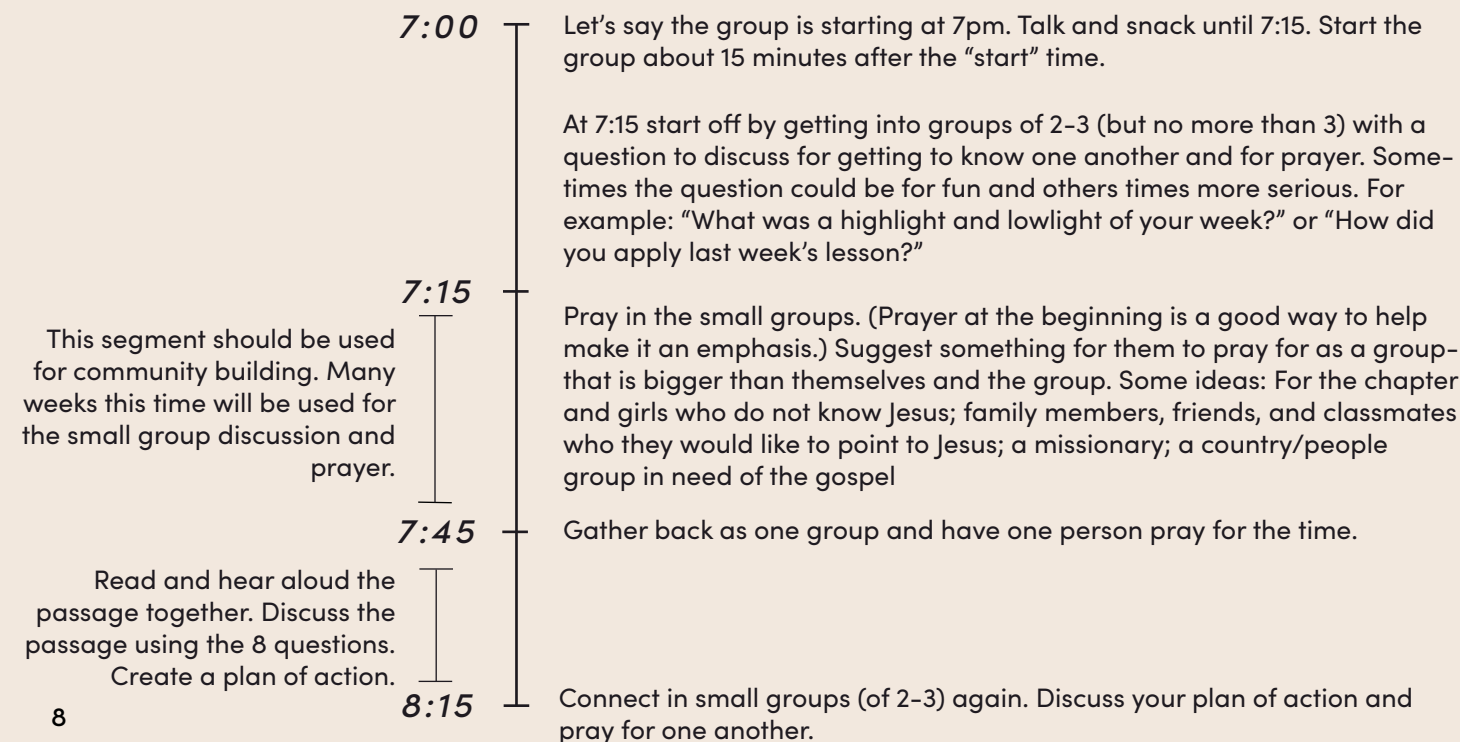 7:00
Let’s say the group is starting at 7pm. Talk and snack until 7:15. Start the
group about 15 minutes after the “start” time.
At 7:15 start off by getting into groups of 2-3 (but no more than 3) with a
question to discuss for getting to know one another and for prayer. Some-
times the question could be for fun and others times more serious. For
example: “What was a highlight and lowlight of your week?” or “How did
you apply last week’s lesson?”
7:15
This segment should be used
for community building. Many
weeks this time will be used for
the small group discussion and
prayer.
Pray in the small groups. (Prayer at the beginning is a good way to help
make it an emphasis.) Suggest something for them to pray for as a group-
that is bigger than themselves and the group. Some ideas: For the chapter
and girls who do not know Jesus; family members, friends, and classmates
who they would like to point to Jesus; a missionary; a country/people
group in need of the gospel
7:45
Gather back as one group and have one person pray for the time.
Read and hear aloud the
passage together. Discuss the
passage using the 8 questions.
Create a plan of action.
8:15
Connect in small groups (of 2-3) again. Discuss your plan of action and
pray for one another.
8